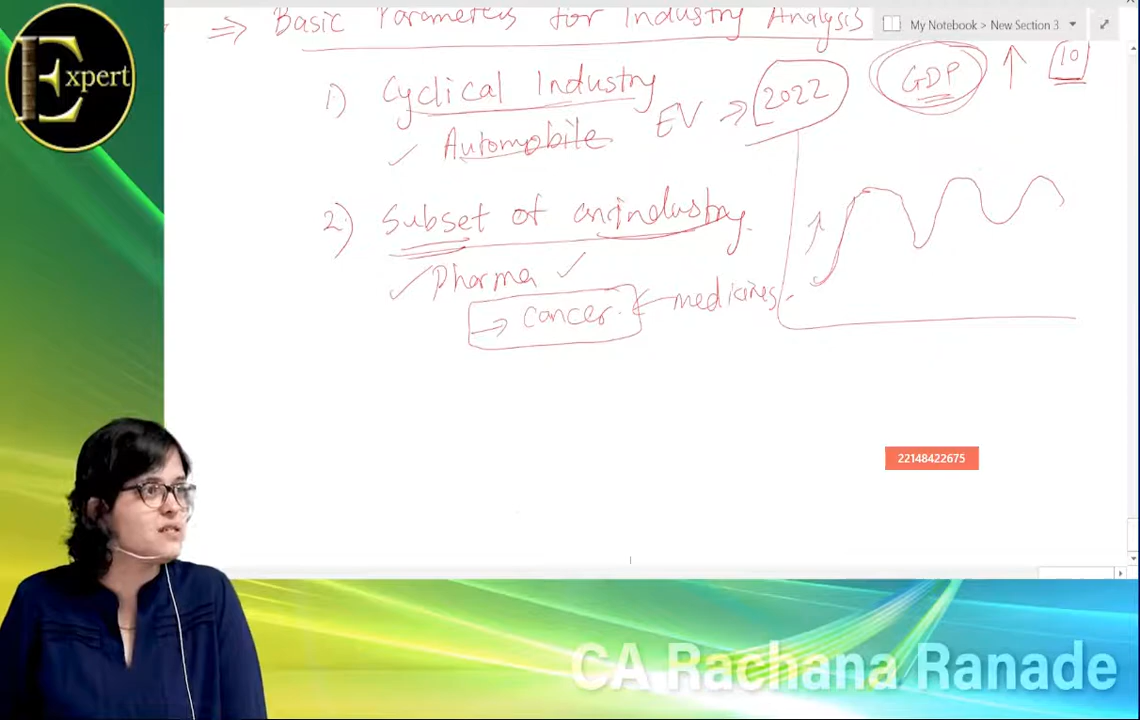 ⇒ Basic Parameters for Industry Analysis
My Notebook > New Section 3
Expert
1) Cyclical Industry
Automobile
EV → 2022
GDP ↑ 10
2) Subset of an industry.
Pharma
→ cancer. ← medicines.
22148422675
CA Rachana Ranade